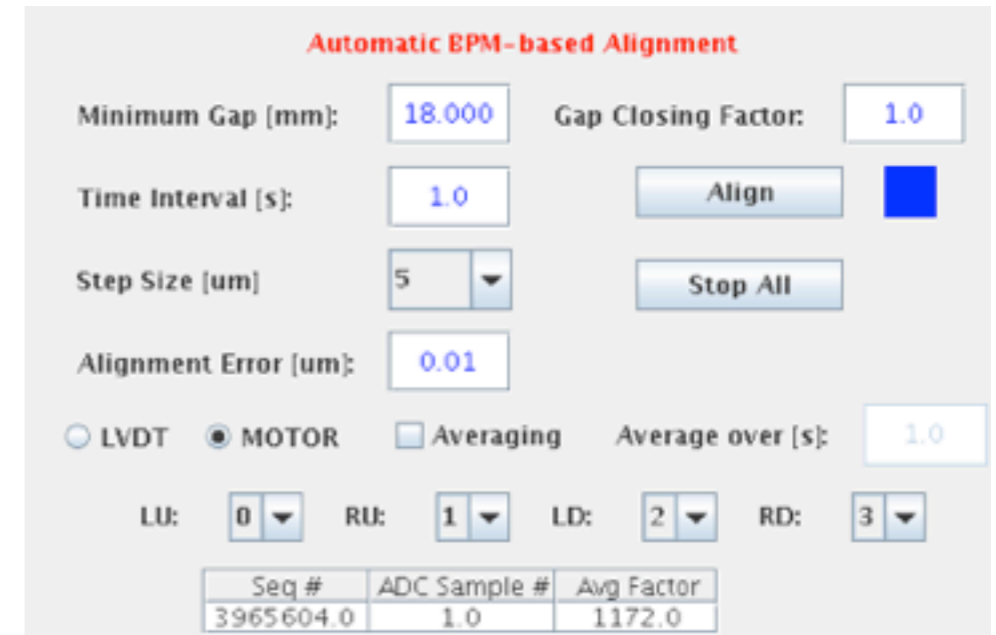 Automatic BPM-based Alignment
Minimum Gap [mm]: 18.000 Gap Closing Factor: 1.0
Time Interval [s]: 1.0 Align
Step Size [um] 5 Stop All
Alignment Error [um]: 0.01
LVDT MOTOR Averaging Average over [s]: 1.0
LU: 0 RU: 1 LD: 2 RD: 3
Seq # ADC Sample # Avg Factor
3965604.0 1.0 1172.0